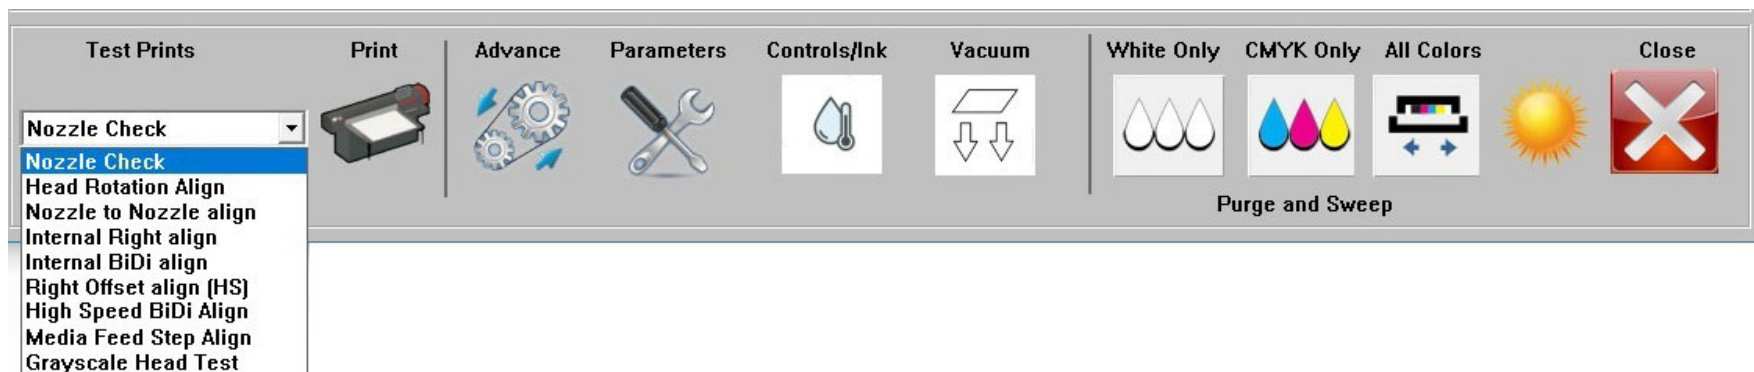 Test Prints
Print
Advance
Parameters
Controls/Ink
Vacuum
White Only
CMYK Only
All Colors
Close
Nozzle Check
Nozzle Check
Head Rotation Align
Nozzle to Nozzle align
Internal Right align
Internal BiDi align
Right Offset align (HS)
High Speed BiDi Align
Media Feed Step Align
Grayscale Head Test
Purge and Sweep